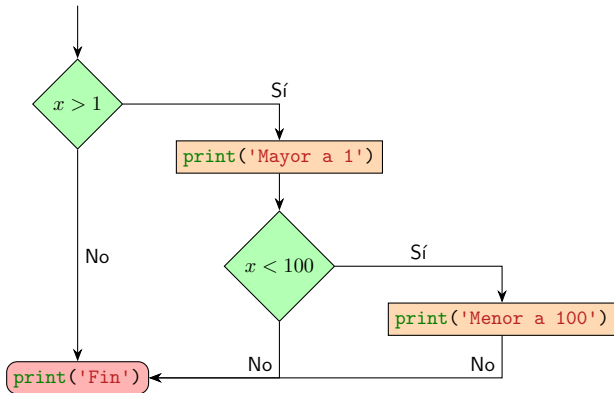 Sí
x > 1
print('Mayor a 1')
No
Sí
x < 100
print('Menor a 100')
No
No
print('Fin')